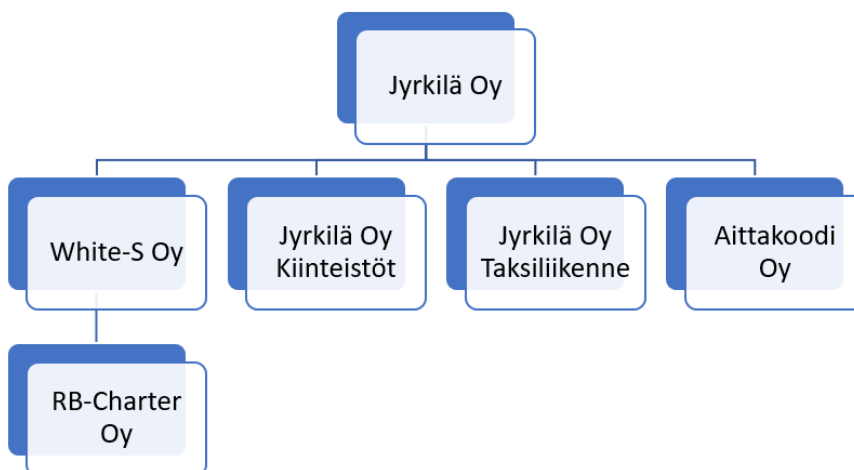 Jyrkilä Oy
White-S Oy
Jyrkilä Oy
Kiinteistöt
Jyrkilä Oy
Taksiliikenne
Aittakoodi
Oy
RB-Charter
Oy